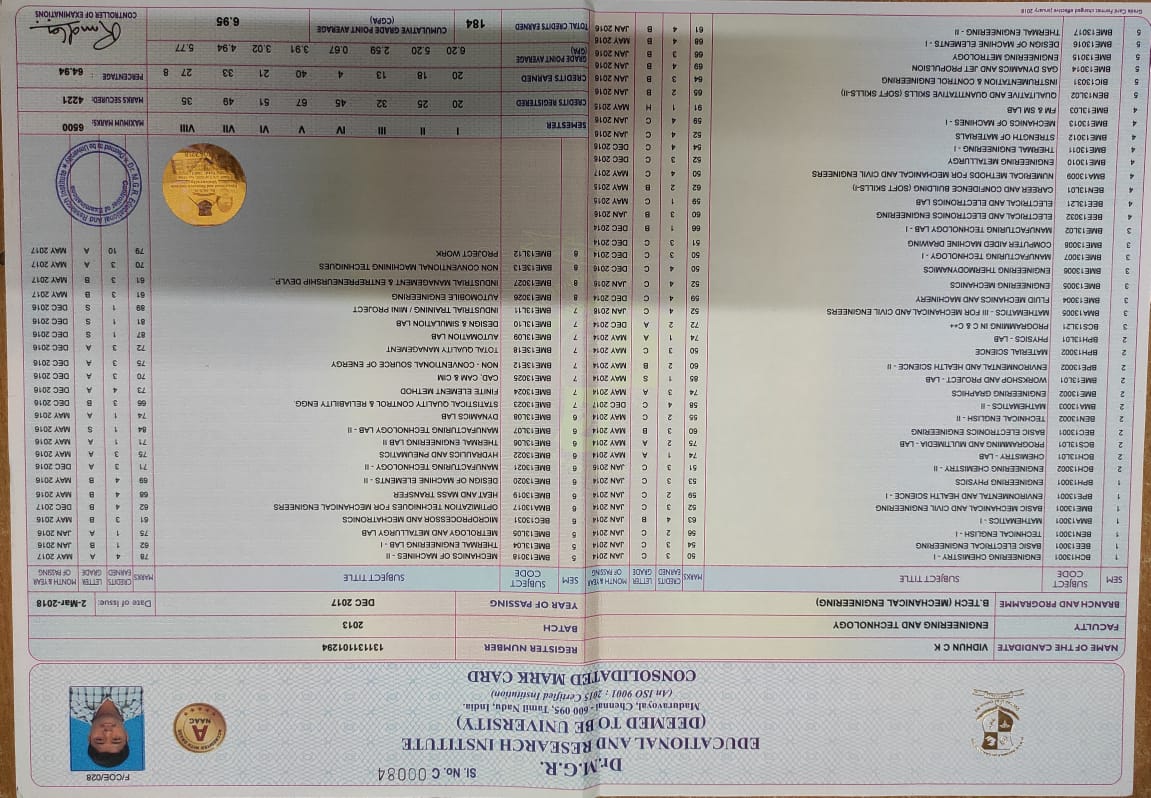 F/COE/028
Sl. No. C 00084
Dr.M.G.R.
EDUCATIONAL AND RESEARCH INSTITUTE
(DEEMED TO BE UNIVERSITY)
Maduravoyal, Chennai - 600 095, Tamil Nadu, India.
(An ISO 9001 : 2015 Certified Institution)
CONSOLIDATED MARK CARD
ACCREDITED WITH GRADE A NAAC
NAME OF THE CANDIDATE VIDHUN C K REGISTER NUMBER 131131101294
FACULTY ENGINEERING AND TECHNOLOGY BATCH 2013
BRANCH AND PROGRAMME B.TECH (MECHANICAL ENGINEERING) YEAR OF PASSING DEC 2017 Date of Issue: 2-Mar-2018
SEM SUBJECT CODE SUBJECT TITLE MARKS CREDITS EARNED LETTER GRADE MONTH & YEAR OF PASSING
1 BCH13001 ENGINEERING CHEMISTRY - I 50 3 C JAN 2014
1 BEE13001 BASIC ELECTRICAL ENGINEERING 54 3 C JAN 2014
1 BEN13001 TECHNICAL ENGLISH - I 56 2 C JAN 2014
1 BMA13001 MATHEMATICS - I 63 4 B JAN 2014
1 BME13001 BASIC MECHANICAL AND CIVIL ENGINEERING 52 3 C JAN 2014
1 BPE13001 ENVIRONMENTAL AND HEALTH SCIENCE - I 59 2 C JAN 2014
1 BPH13001 ENGINEERING PHYSICS 53 3 C JAN 2014
2 BCH13002 ENGINEERING CHEMISTRY - II 51 3 C JAN 2016
2 BCH13L01 CHEMISTRY - LAB 74 1 A MAY 2014
2 BCS13L01 PROGRAMMING AND MULTIMEDIA - LAB 75 2 A MAY 2014
2 BEC13001 BASIC ELECTRONICS ENGINEERING 60 3 B MAY 2014
2 BEN13002 TECHNICAL ENGLISH - II 55 2 C MAY 2014
2 BMA13003 MATHEMATICS - II 58 4 C DEC 2017
2 BME13002 ENGINEERING GRAPHICS 74 3 A MAY 2014
2 BME13L01 WORKSHOP AND PROJECT - LAB 85 1 S MAY 2014
2 BPE13002 ENVIRONMENTAL AND HEALTH SCIENCE - II 60 2 B MAY 2014
2 BPH13002 MATERIAL SCIENCE 50 3 C MAY 2014
2 BPH13L01 PHYSICS - LAB 74 1 A MAY 2014
3 BCS13L21 PROGRAMMING IN C & C++ 72 2 A DEC 2014
3 BMA13005 MATHEMATICS - III FOR MECHANICAL AND CIVIL ENGINEERS 52 4 C JAN 2016
3 BME13004 FLUID MECHANICS AND MACHINERY 59 4 C DEC 2014
3 BME13005 ENGINEERING MECHANICS 52 4 C JAN 2016
3 BME13006 ENGINEERING THERMODYNAMICS 50 4 C DEC 2016
3 BME13007 MANUFACTURING TECHNOLOGY - I 50 3 C DEC 2014
3 BME13008 COMPUTER AIDED MACHINE DRAWING 51 3 C DEC 2014
3 BME13L02 MANUFACTURING TECHNOLOGY LAB - I 66 1 B DEC 2014
4 BEE13032 ELECTRICAL AND ELECTRONICS ENGINEERING 60 3 B JAN 2016
4 BEE13L21 ELECTRICAL AND ELECTRONICS LAB 59 1 C MAY 2015
4 BEN13L01 CAREER AND CONFIDENCE BUILDING (SOFT SKILLS-I) 62 2 B MAY 2015
4 BMA13009 NUMERICAL METHODS FOR MECHANICAL AND CIVIL ENGINEERS 50 4 C MAY 2017
4 BME13010 ENGINEERING METALLURGY 52 3 C DEC 2016
4 BME13011 THERMAL ENGINEERING - I 54 4 C DEC 2016
4 BME13012 STRENGTH OF MATERIALS 52 4 C JAN 2016
4 BME13013 MECHANICS OF MACHINES - I 59 4 C JAN 2016
4 BME13L03 FM & SM LAB 91 1 H MAY 2015
5 BEN13L02 QUALITATIVE AND QUANTITATIVE SKILLS (SOFT SKILLS-II) 65 2 B JAN 2016
5 BIC13031 INSTRUMENTATION & CONTROL ENGINEERING 64 3 B JAN 2016
5 BME13014 GAS DYNAMICS AND JET PROPULSION 69 4 B JAN 2016
5 BME13015 ENGINEERING METROLOGY 66 3 B JAN 2016
5 BME13016 DESIGN OF MACHINE ELEMENTS - I 68 4 B MAY 2016
5 BME13017 THERMAL ENGINEERING - II 61 4 B JAN 2016
SEM SUBJECT CODE SUBJECT TITLE MARKS CREDITS EARNED LETTER GRADE MONTH & YEAR OF PASSING
5 BME13018 MECHANICS OF MACHINES - II 78 4 A MAY 2017
5 BME13L04 THERMAL ENGINEERING LAB - I 62 1 B JAN 2016
5 BME13L05 METROLOGY AND METALLURGY LAB 75 1 A JAN 2016
6 BEC13031 MICROPROCESSOR AND MECHATRONICS 61 3 B MAY 2016
6 BMA13017 OPTIMIZATION TECHNIQUES FOR MECHANICAL ENGINEERS 62 4 B DEC 2017
6 BME13019 HEAT AND MASS TRANSFER 68 4 B MAY 2016
6 BME13020 DESIGN OF MACHINE ELEMENTS - II 69 4 B MAY 2016
6 BME13021 MANUFACTURING TECHNOLOGY - II 71 3 A DEC 2016
6 BME13022 HYDRAULICS AND PNEUMATICS 75 3 A MAY 2016
6 BME13L06 THERMAL ENGINEERING LAB II 71 1 A MAY 2016
6 BME13L07 MANUFACTURING TECHNOLOGY LAB - II 84 1 S MAY 2016
6 BME13L08 DYNAMICS LAB 74 1 A MAY 2016
7 BME13023 STATISTICAL QUALITY CONTROL & RELIABILITY ENGG. 66 3 B DEC 2016
7 BME13024 FINITE ELEMENT METHOD 73 4 A DEC 2016
7 BME13025 CAD, CAM & CIM 70 3 A DEC 2016
7 BME13E12 NON - CONVENTIONAL SOURCE OF ENERGY 75 3 A DEC 2016
7 BME13E18 TOTAL QUALITY MANAGEMENT 72 3 A DEC 2016
7 BME13L09 AUTOMATION LAB 87 1 S DEC 2016
7 BME13L10 DESIGN & SIMULATION LAB 81 1 S DEC 2016
7 BME13L11 INDUSTRIAL TRAINING / MINI PROJECT 89 1 S DEC 2016
8 BME13026 AUTOMOBILE ENGINEERING 61 3 B MAY 2017
8 BME13027 INDUSTRIAL MANAGEMENT & ENTREPRENEURSHIP DEVLP.. 61 3 B MAY 2017
8 BME13E13 NON CONVENTIONAL MACHINING TECHNIQUES 70 3 A MAY 2017
8 BME13L12 PROJECT WORK 79 10 A MAY 2017
Dr. M.G.R. Educational and Research Institute
Controller of Examinations
Deemed to be University
SEMESTER I II III IV V VI VII VIII MAXIMUM MARKS: 6500
CREDITS REGISTERED 20 25 32 45 67 51 49 35 MARKS SECURED: 4221
CREDITS EARNED 20 18 13 4 40 21 33 27 8 PERCENTAGE : 64.94
GRADE POINT AVERAGE (GPA) 6.20 5.20 2.59 0.67 3.91 3.02 4.94 5.77
TOTAL CREDITS EARNED 184 CUMULATIVE GRADE POINT AVERAGE (CGPA) 6.95
CONTROLLER OF EXAMINATIONS
Grade Card Format changed effective January 2018